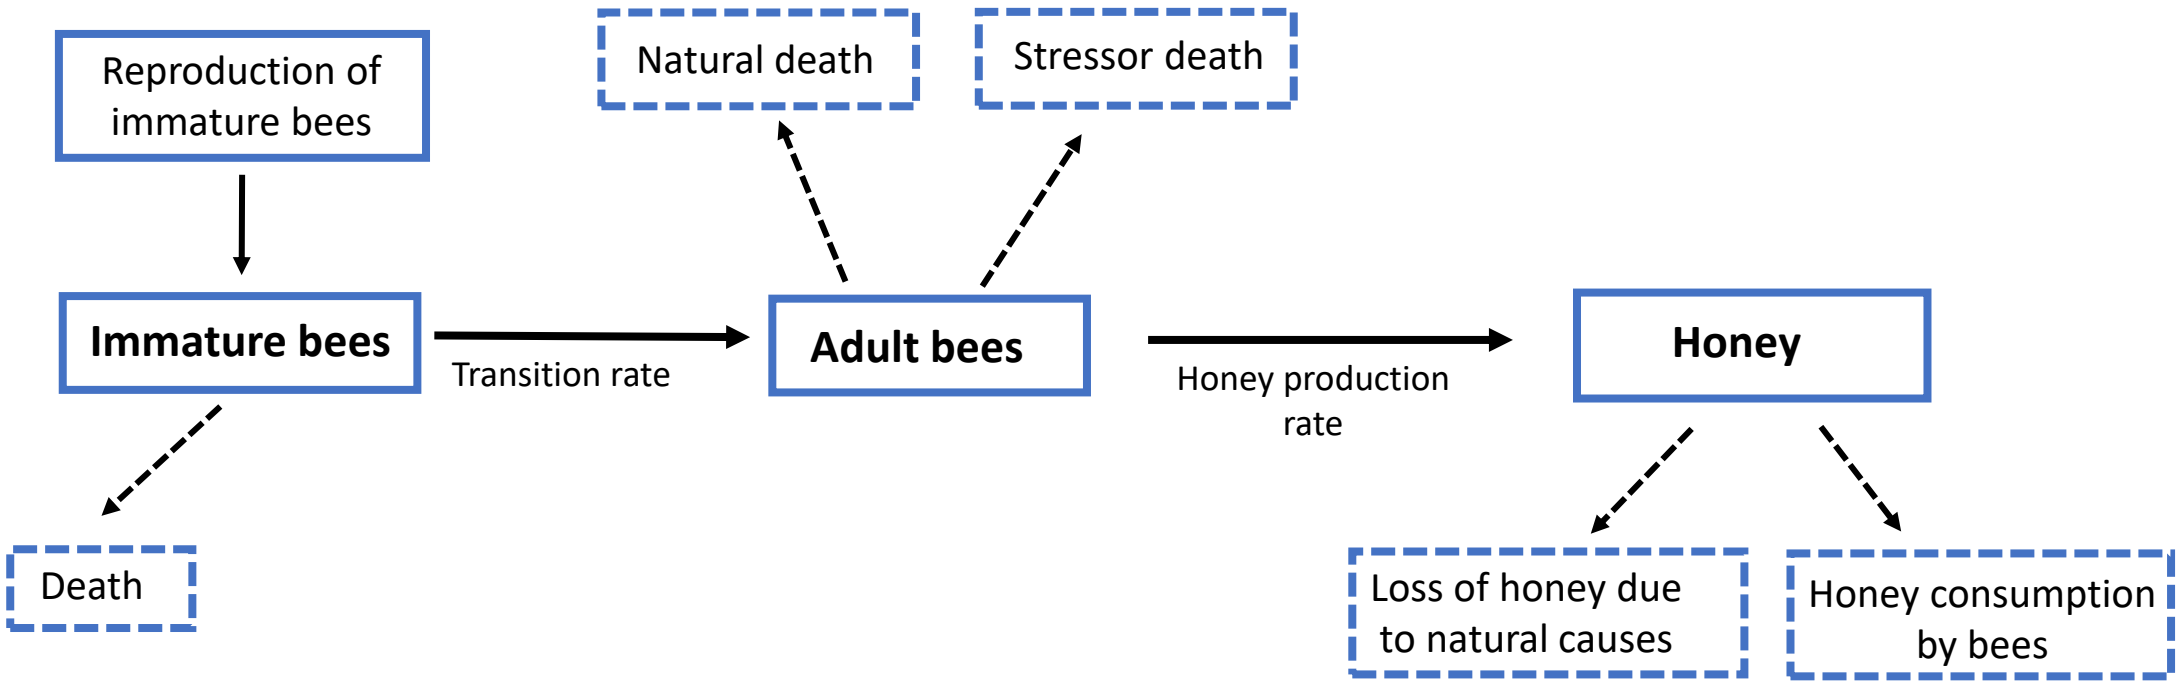 Reproduction of
immature bees
Natural death
Stressor death
Immature bees
Transition rate
Adult bees
Honey production
rate
Honey
Death
Loss of honey due
to natural causes
Honey consumption
by bees